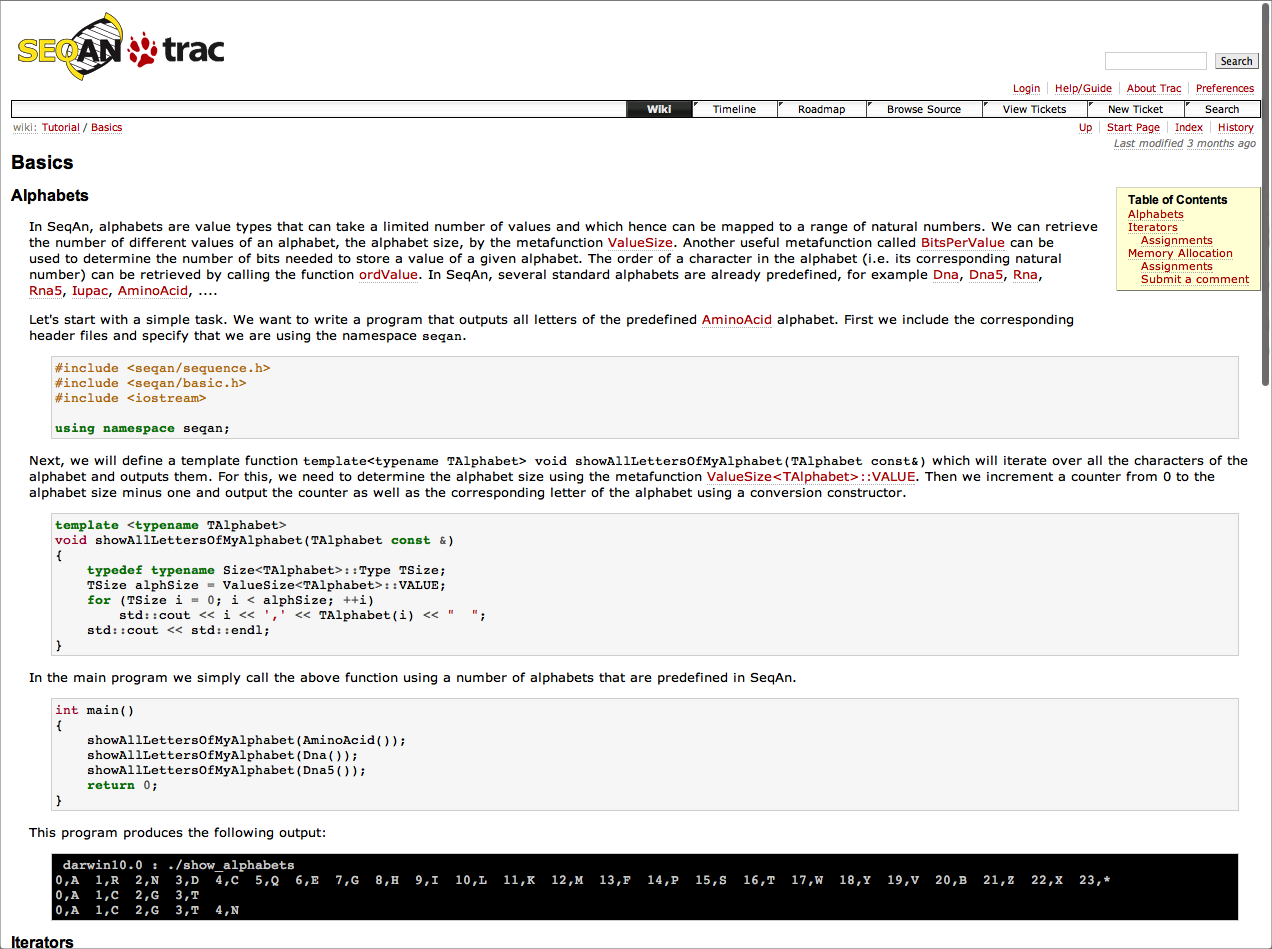 SEQAN trac
Search
Login Help/Guide About Trac Preferences
Wiki Timeline Roadmap Browse Source View Tickets New Ticket Search
wiki: Tutorial / Basics
Up Start Page Index History
Last modified 3 months ago
Basics
Alphabets
Table of Contents
Alphabets
Iterators
Assignments
Memory Allocation
Assignments
Submit a comment
In SeqAn, alphabets are value types that can take a limited number of values and which hence can be mapped to a range of natural numbers. We can retrieve
the number of different values of an alphabet, the alphabet size, by the metafunction ValueSize. Another useful metafunction called BitsPerValue can be
used to determine the number of bits needed to store a value of a given alphabet. The order of a character in the alphabet (i.e. its corresponding natural
number) can be retrieved by calling the function ordValue. In SeqAn, several standard alphabets are already predefined, for example Dna, Dna5, Rna,
Rna5, Iupac, AminoAcid, ....
Let's start with a simple task. We want to write a program that outputs all letters of the predefined AminoAcid alphabet. First we include the corresponding
header files and specify that we are using the namespace seqan.
#include <seqan/sequence.h>
#include <seqan/basic.h>
#include <iostream>
using namespace seqan;
Next, we will define a template function template<typename TAlphabet> void showAllLettersOfMyAlphabet(TAlphabet const&) which will iterate over all the characters of the
alphabet and outputs them. For this, we need to determine the alphabet size using the metafunction ValueSize<TAlphabet>::VALUE. Then we increment a counter from 0 to the
alphabet size minus one and output the counter as well as the corresponding letter of the alphabet using a conversion constructor.
template <typename TAlphabet>
void showAllLettersOfMyAlphabet(TAlphabet const &)
{
    typedef typename Size<TAlphabet>::Type TSize;
    TSize alphSize = ValueSize<TAlphabet>::VALUE;
    for (TSize i = 0; i < alphSize; ++i)
        std::cout << i << ',' << TAlphabet(i) << "  ";
    std::cout << std::endl;
}
In the main program we simply call the above function using a number of alphabets that are predefined in SeqAn.
int main()
{
    showAllLettersOfMyAlphabet(AminoAcid());
    showAllLettersOfMyAlphabet(Dna());
    showAllLettersOfMyAlphabet(Dna5());
    return 0;
}
This program produces the following output:
darwin10.0 : ./show_alphabets
0,A  1,R  2,N  3,D  4,C  5,Q  6,E  7,G  8,H  9,I  10,L  11,K  12,M  13,F  14,P  15,S  16,T  17,W  18,Y  19,V  20,B  21,Z  22,X  23,*
0,A  1,C  2,G  3,T
0,A  1,C  2,G  3,T  4,N
Iterators